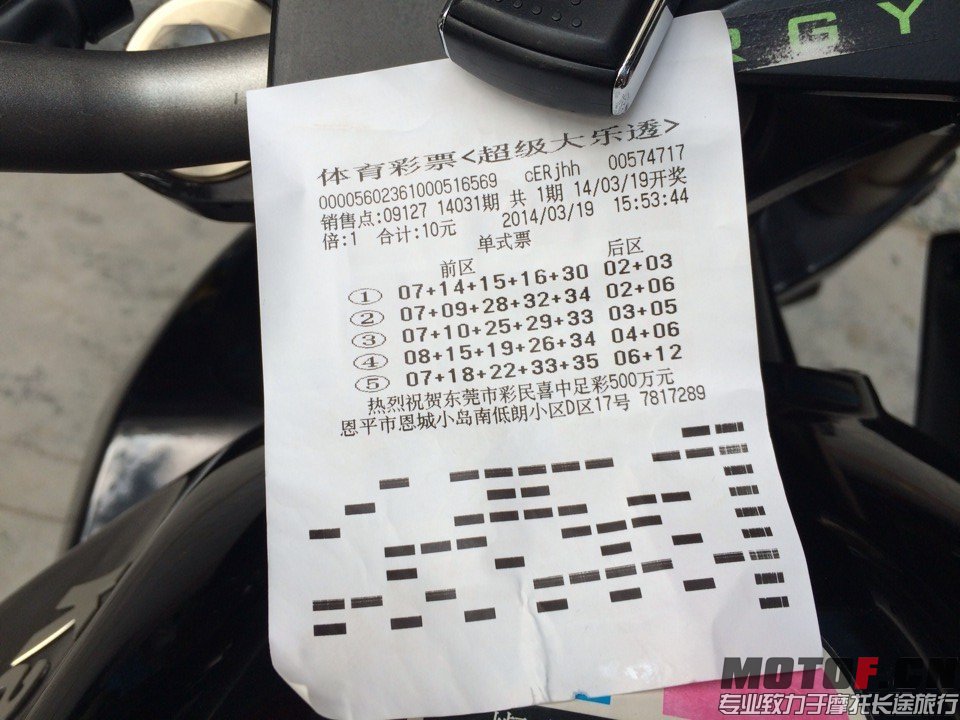 RGY
体育彩票<超级大乐透>
000056023610005​16569 cERjhh 00574717
销售点:09127 14031期 共 1期 14/03/19开奖
倍:1 合计:10元 2014/03/19 15:53:44
单式票
前区 后区
① 07+14+15+16+30 02+03
② 07+09+28+32+34 02+06
③ 07+10+25+29+33 03+05
④ 08+15+19+26+34 04+06
⑤ 07+18+22+33+35 06+12
热烈祝贺东莞市彩民喜中足彩500万元
恩平市恩城小岛南低朗小区D区17号 7817289
MOTOF.CN
专业致力于摩托长途旅行